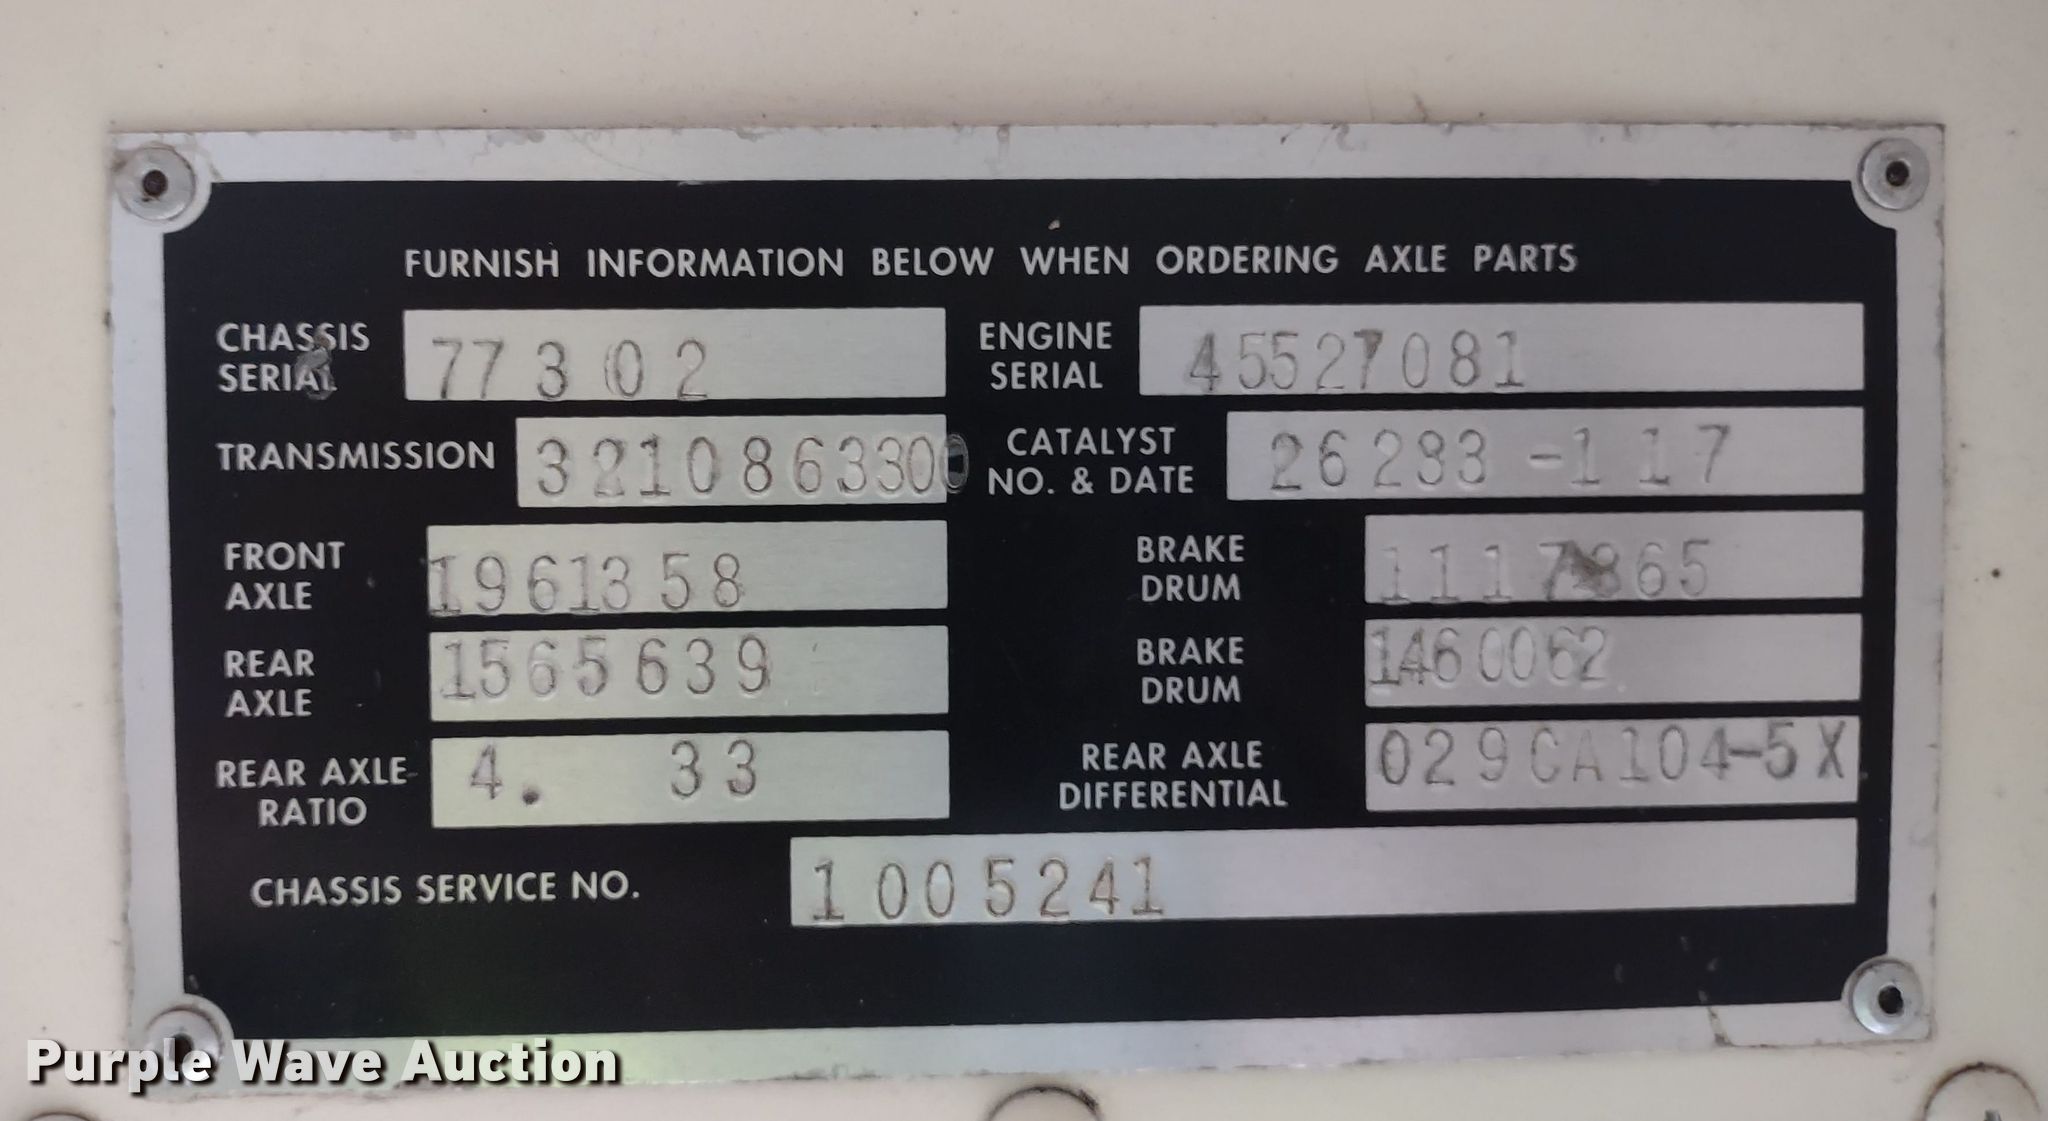 FURNISH INFORMATION BELOW WHEN ORDERING AXLE PARTS
CHASSIS SERIAL 77302
ENGINE SERIAL 45527081
TRANSMISSION 32108633000
CATALYST NO. & DATE 26283-117
FRONT AXLE 1961358
BRAKE DRUM
REAR AXLE 1565639
BRAKE DRUM 1460062
REAR AXLE RATIO 4.33
REAR AXLE DIFFERENTIAL 029CA104-5X
CHASSIS SERVICE NO. 1005241
Purple Wave Auction